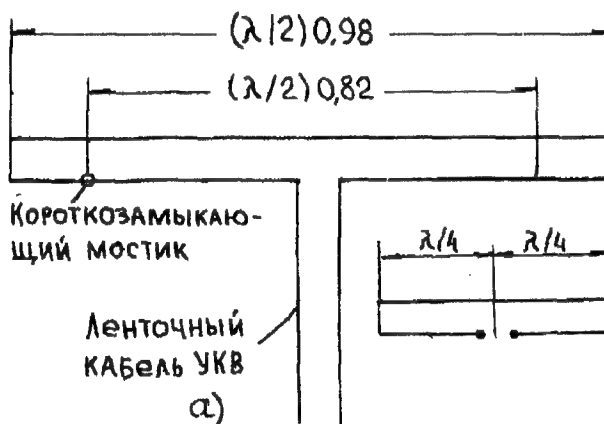 (λ/2) 0,98
(λ/2) 0,82
Короткозамыкаю-
щий мостик
λ/4 λ/4
Ленточный
кабель УКВ
а)